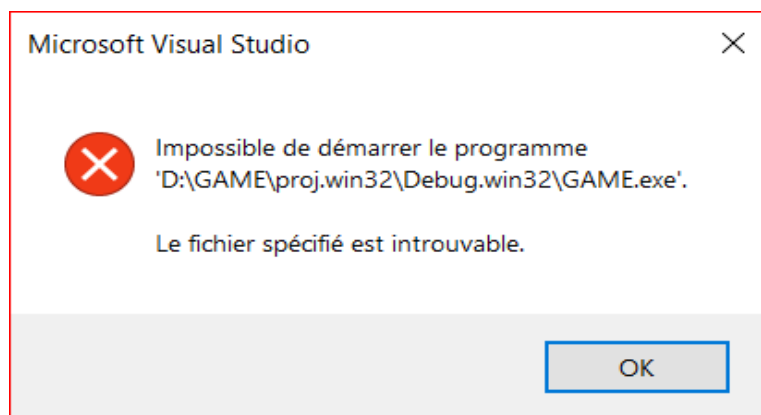 Microsoft Visual Studio
Impossible de démarrer le programme
'D:\GAME\proj.win32\Debug.win32\GAME.exe'.
Le fichier spécifié est introuvable.
OK